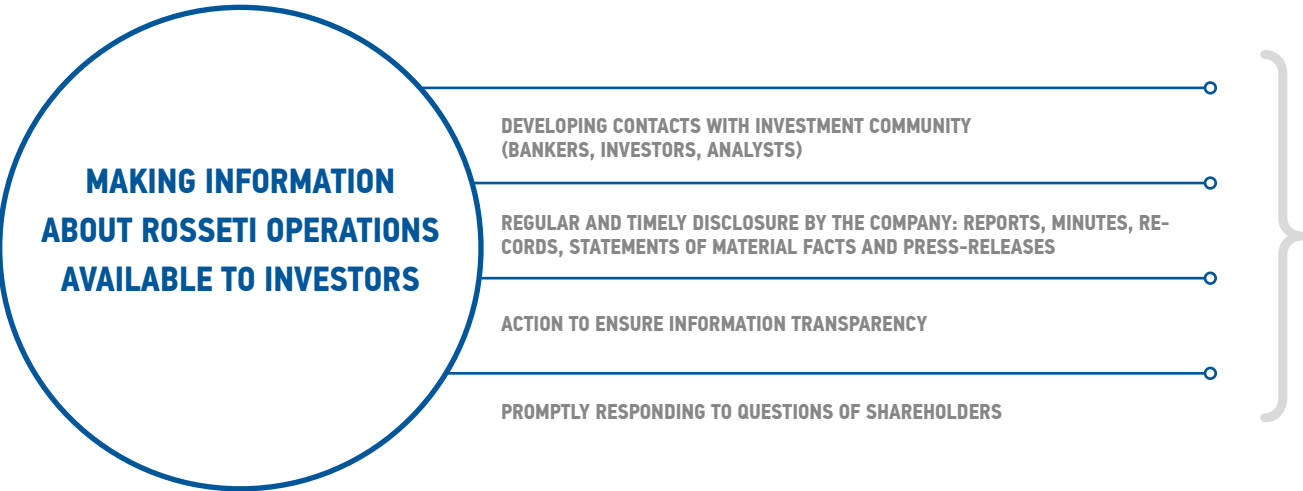 MAKING INFORMATION
ABOUT ROSSETI OPERATIONS
AVAILABLE TO INVESTORS
DEVELOPING CONTACTS WITH INVESTMENT COMMUNITY
(BANKERS, INVESTORS, ANALYSTS)
REGULAR AND TIMELY DISCLOSURE BY THE COMPANY: REPORTS, MINUTES, RE-
CORDS, STATEMENTS OF MATERIAL FACTS AND PRESS-RELEASES
ACTION TO ENSURE INFORMATION TRANSPARENCY
PROMPTLY RESPONDING TO QUESTIONS OF SHAREHOLDERS